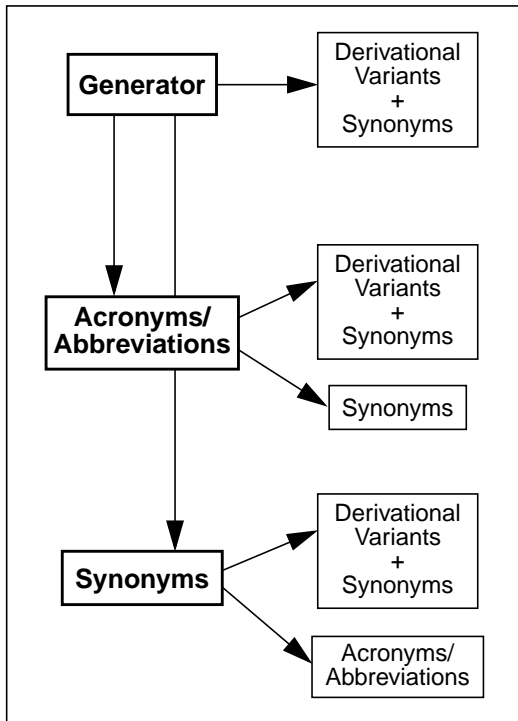 Generator
Derivational
Variants
+
Synonyms
Acronyms/
Abbreviations
Derivational
Variants
+
Synonyms
Synonyms
Synonyms
Derivational
Variants
+
Synonyms
Acronyms/
Abbreviations